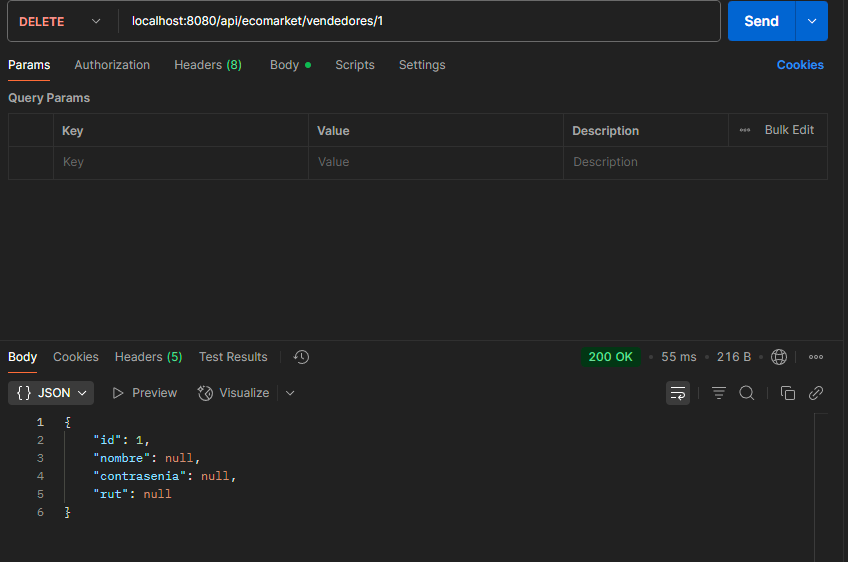 DELETE localhost:8080/api/ecomarket/vendedores/1 Send
Params Authorization Headers (8) Body Scripts Settings Cookies
Query Params
Key Value Description Bulk Edit
Key Value Description
Body Cookies Headers (5) Test Results 200 OK 55 ms 216 B
{} JSON Preview Visualize
1 {
2 "id": 1,
3 "nombre": null,
4 "contrasenia": null,
5 "rut": null
6 }